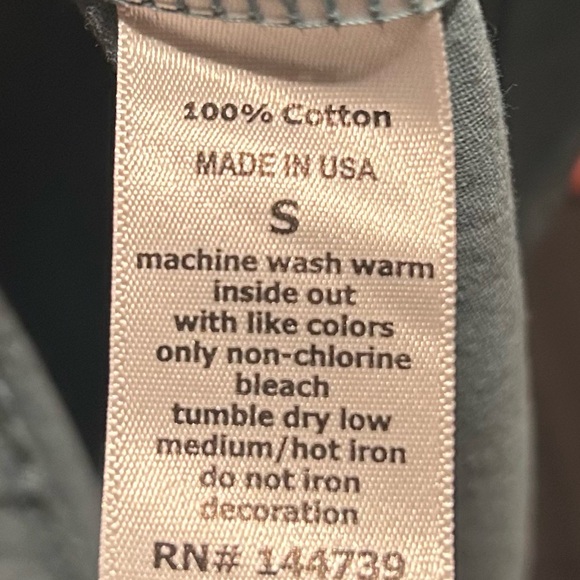 100% Cotton
MADE IN USA
S
machine wash warm
inside out
with like colors
only non-chlorine
bleach
tumble dry low
medium/hot iron
do not iron
decoration
RN# 144739